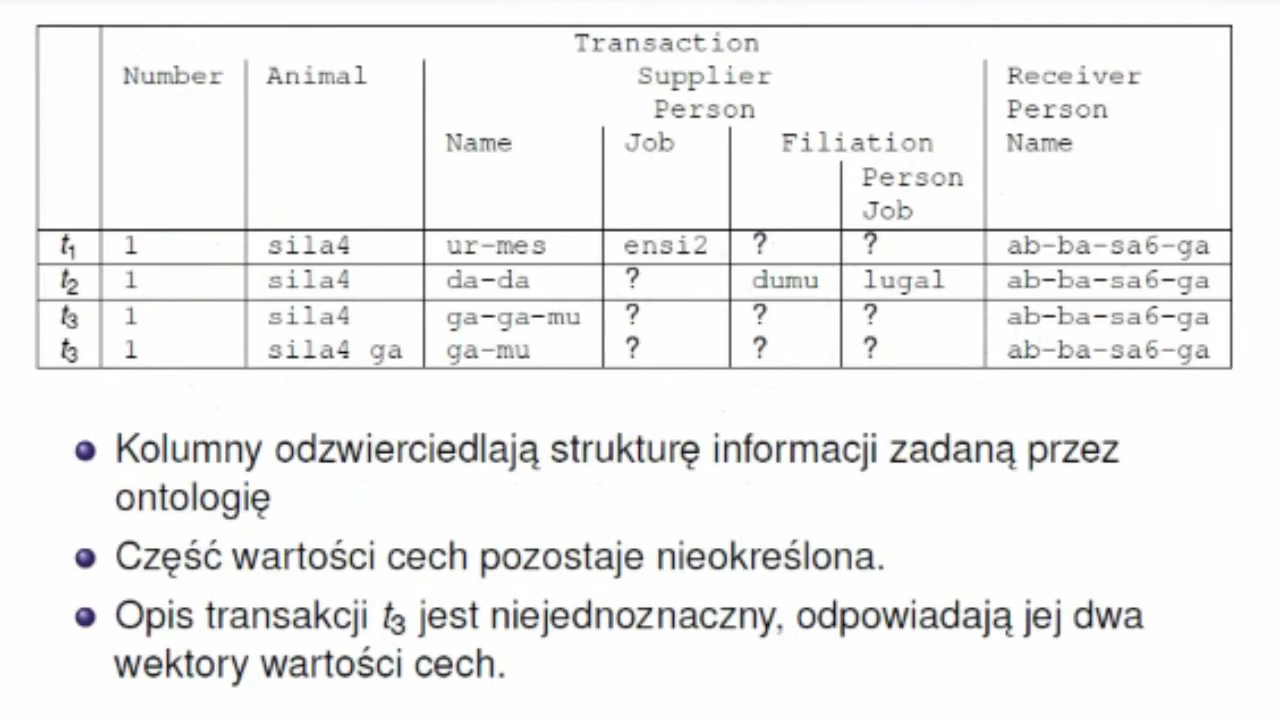 Transaction
Number Animal Supplier Receiver
Person Person
Name Job Filiation Name
Person
Job
t1 1 sila4 ur-mes ensi2 ? ? ab-ba-sa6-ga
t2 1 sila4 da-da ? dumu lugal ab-ba-sa6-ga
t3 1 sila4 ga-ga-mu ? ? ? ab-ba-sa6-ga
t3 1 sila4 ga ga-mu ? ? ? ab-ba-sa6-ga
Kolumny odzwierciedlają strukturę informacji zadaną przez
ontologię
Część wartości cech pozostaje nieokreślona.
Opis transakcji t3 jest niejednoznaczny, odpowiadają jej dwa
wektory wartości cech.